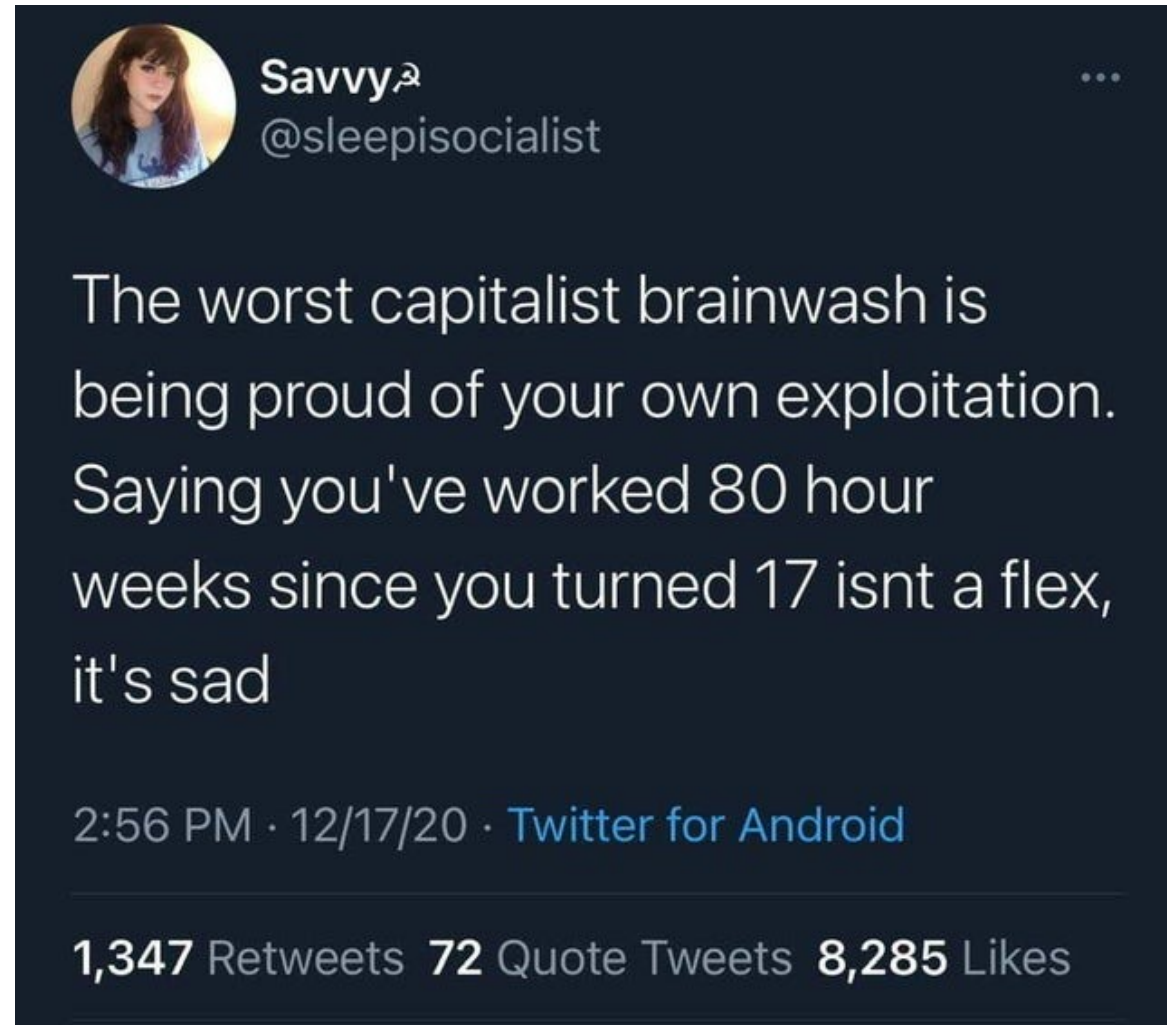 Savvy☭
@sleepisocialist
The worst capitalist brainwash is
being proud of your own exploitation.
Saying you've worked 80 hour
weeks since you turned 17 isnt a flex,
it's sad
2:56 PM · 12/17/20 · Twitter for Android
1,347 Retweets 72 Quote Tweets 8,285 Likes